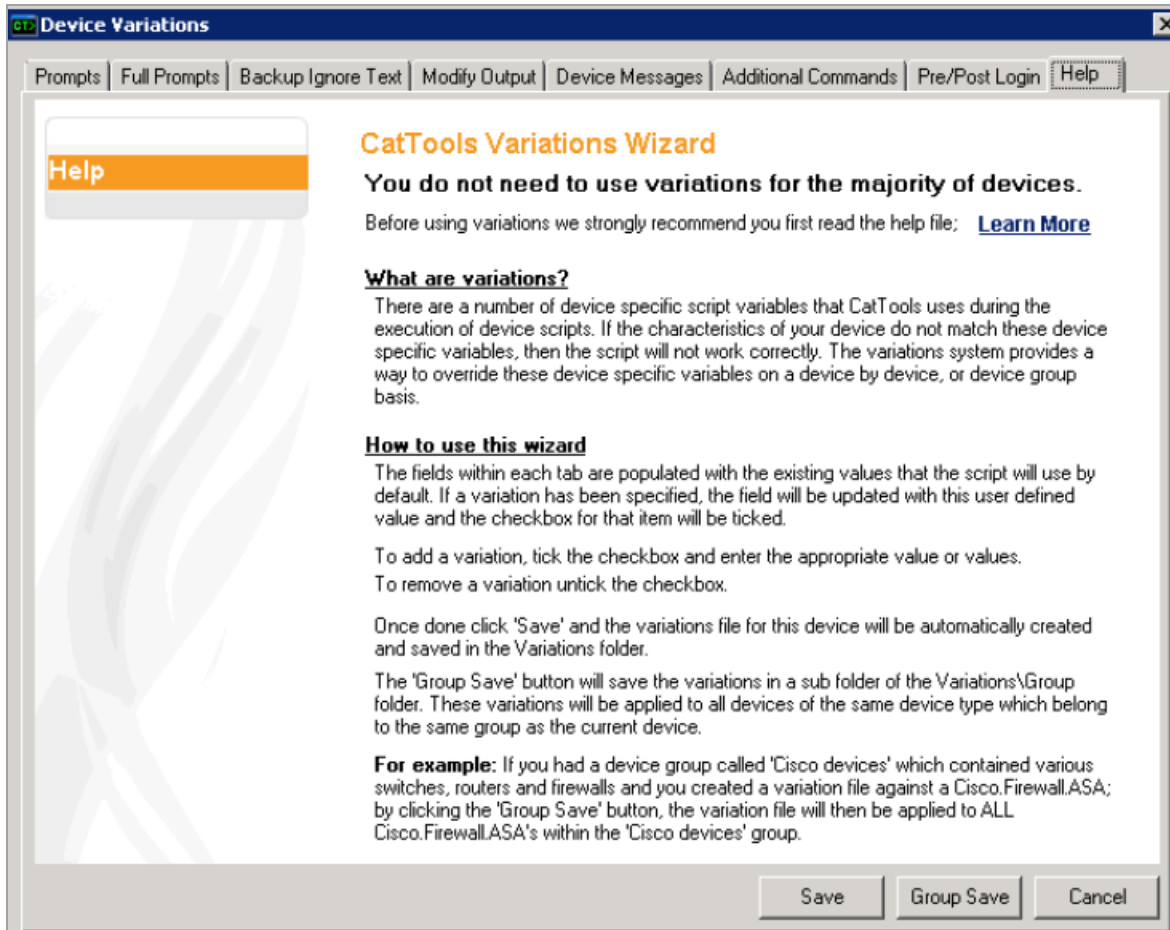 CT> Device Variations
Prompts Full Prompts Backup Ignore Text Modify Output Device Messages Additional Commands Pre/Post Login Help
Help
CatTools Variations Wizard
You do not need to use variations for the majority of devices.
Before using variations we strongly recommend you first read the help file; Learn More
What are variations?
There are a number of device specific script variables that CatTools uses during the
execution of device scripts. If the characteristics of your device do not match these device
specific variables, then the script will not work correctly. The variations system provides a
way to override these device specific variables on a device by device, or device group
basis.
How to use this wizard
The fields within each tab are populated with the existing values that the script will use by
default. If a variation has been specified, the field will be updated with this user defined
value and the checkbox for that item will be ticked.
To add a variation, tick the checkbox and enter the appropriate value or values.
To remove a variation untick the checkbox.
Once done click 'Save' and the variations file for this device will be automatically created
and saved in the Variations folder.
The 'Group Save' button will save the variations in a sub folder of the Variations\Group
folder. These variations will be applied to all devices of the same device type which belong
to the same group as the current device.
For example: If you had a device group called 'Cisco devices' which contained various
switches, routers and firewalls and you created a variation file against a Cisco.Firewall.ASA;
by clicking the 'Group Save' button, the variation file will then be applied to ALL
Cisco.Firewall.ASA's within the 'Cisco devices' group.
Save Group Save Cancel